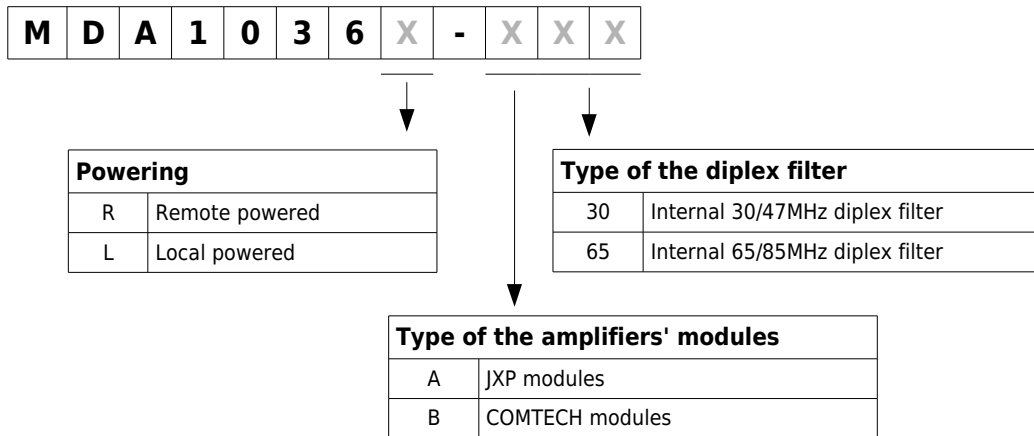 M D A 1 0 3 6 X - X X X
Powering
R Remote powered
L Local powered
Type of the diplex filter
30 Internal 30/47MHz diplex filter
65 Internal 65/85MHz diplex filter
Type of the amplifiers' modules
A JXP modules
B COMTECH modules